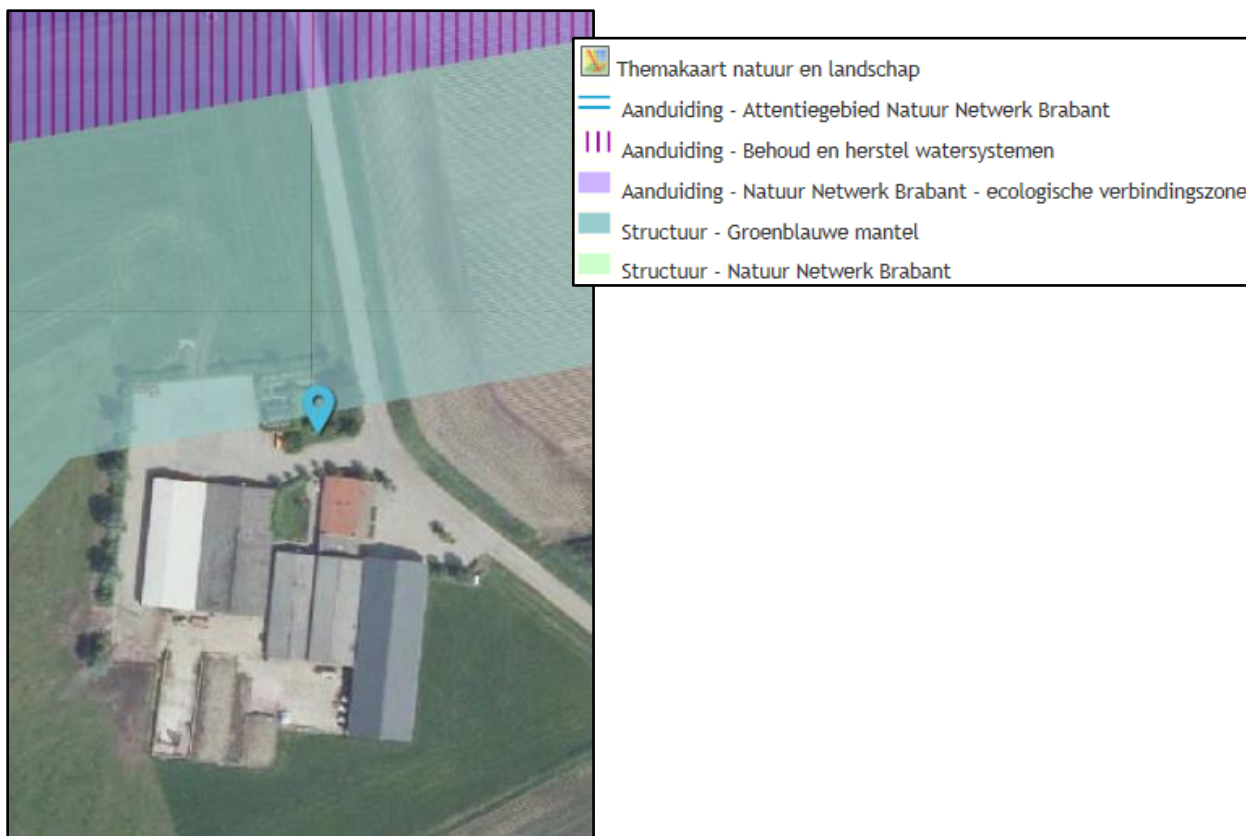 Themakaart natuur en landschap
Aanduiding - Attentiegebied Natuur Netwerk Brabant
Aanduiding - Behoud en herstel watersystemen
Aanduiding - Natuur Netwerk Brabant - ecologische verbindingszone
Structuur - Groenblauwe mantel
Structuur - Natuur Netwerk Brabant